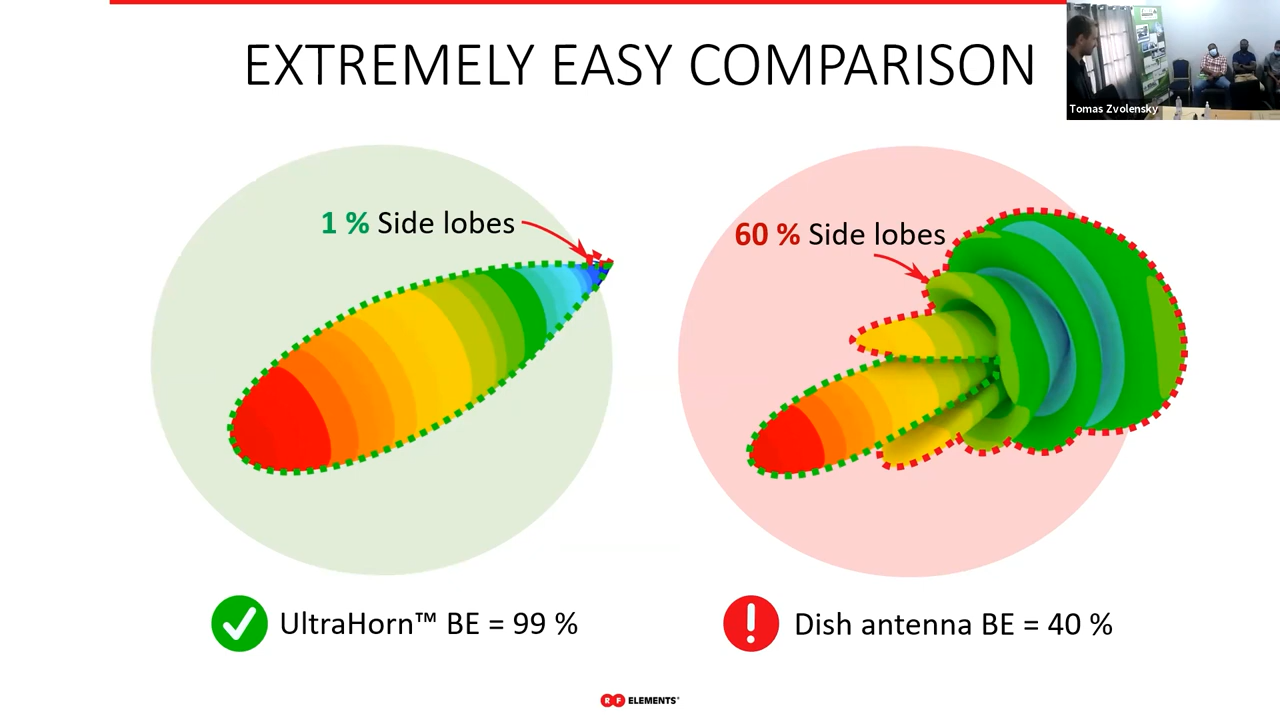 EXTREMELY EASY COMPARISON
Tomas Zvolensky
1 % Side lobes
60 % Side lobes
UltraHorn™ BE = 99 %
Dish antenna BE = 40 %
RF ELEMENTS